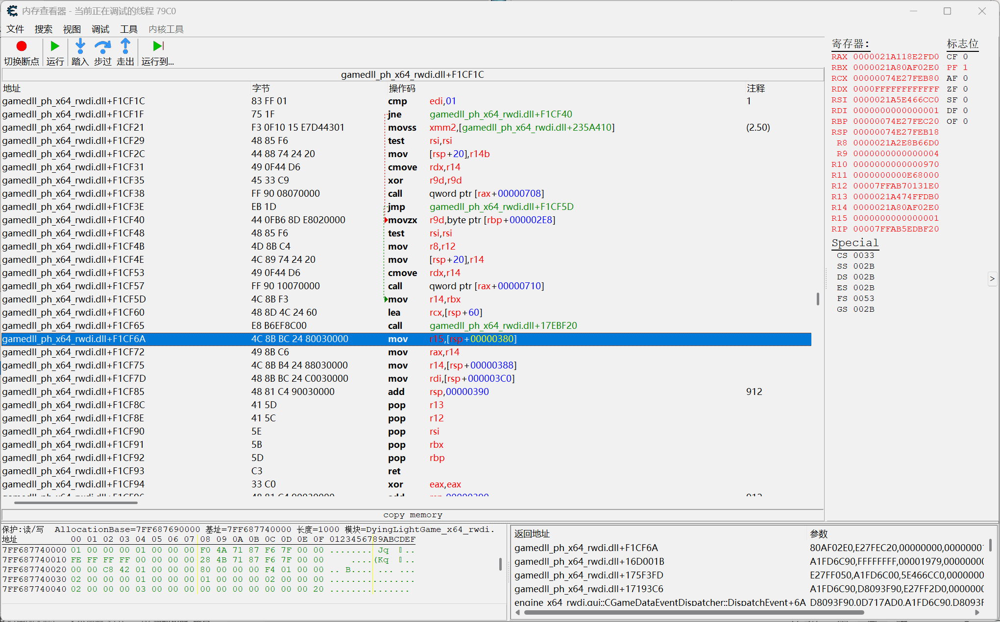 内存查看器 - 当前正在调试的线程 79C0
文件 搜索 视图 调试 工具 内核工具
切换断点 运行 踏入 步过 走出 运行到...
gamedll_ph_x64_rwdi.dll+F1CF1C
地址 字节 操作码 注释
gamedll_ph_x64_rwdi.dll+F1CF1C 83 FF 01 cmp edi,01 1
gamedll_ph_x64_rwdi.dll+F1CF1F 75 1F jne gamedll_ph_x64_rwdi.dll+F1CF40
gamedll_ph_x64_rwdi.dll+F1CF21 F3 0F10 15 E7D44301 movss xmm2,[gamedll_ph_x64_rwdi.dll+235A410] (2.50)
gamedll_ph_x64_rwdi.dll+F1CF29 48 85 F6 test rsi,rsi
gamedll_ph_x64_rwdi.dll+F1CF2C 44 88 74 24 20 mov [rsp+20],r14b
gamedll_ph_x64_rwdi.dll+F1CF31 49 0F44 D6 cmove rdx,r14
gamedll_ph_x64_rwdi.dll+F1CF35 45 33 C9 xor r9d,r9d
gamedll_ph_x64_rwdi.dll+F1CF38 FF 90 08070000 call qword ptr [rax+00000708]
gamedll_ph_x64_rwdi.dll+F1CF3E EB 1D jmp gamedll_ph_x64_rwdi.dll+F1CF5D
gamedll_ph_x64_rwdi.dll+F1CF40 44 0FB6 8D E8020000 movzx r9d,byte ptr [rbp+000002E8]
gamedll_ph_x64_rwdi.dll+F1CF48 48 85 F6 test rsi,rsi
gamedll_ph_x64_rwdi.dll+F1CF4B 4D 8B C4 mov r8,r12
gamedll_ph_x64_rwdi.dll+F1CF4E 4C 89 74 24 20 mov [rsp+20],r14
gamedll_ph_x64_rwdi.dll+F1CF53 49 0F44 D6 cmove rdx,r14
gamedll_ph_x64_rwdi.dll+F1CF57 FF 90 10070000 call qword ptr [rax+00000710]
gamedll_ph_x64_rwdi.dll+F1CF5D 4C 8B F3 mov r14,rbx
gamedll_ph_x64_rwdi.dll+F1CF60 48 8D 4C 24 60 lea rcx,[rsp+60]
gamedll_ph_x64_rwdi.dll+F1CF65 E8 B6EF8C00 call gamedll_ph_x64_rwdi.dll+17EBF20
gamedll_ph_x64_rwdi.dll+F1CF6A 4C 8B BC 24 80030000 mov r15,[rsp+00000380]
gamedll_ph_x64_rwdi.dll+F1CF72 49 8B C6 mov rax,r14
gamedll_ph_x64_rwdi.dll+F1CF75 4C 8B B4 24 88030000 mov r14,[rsp+00000388]
gamedll_ph_x64_rwdi.dll+F1CF7D 48 8B BC 24 C0030000 mov rdi,[rsp+000003C0]
gamedll_ph_x64_rwdi.dll+F1CF85 48 81 C4 90030000 add rsp,00000390 912
gamedll_ph_x64_rwdi.dll+F1CF8C 41 5D pop r13
gamedll_ph_x64_rwdi.dll+F1CF8E 41 5C pop r12
gamedll_ph_x64_rwdi.dll+F1CF90 5E pop rsi
gamedll_ph_x64_rwdi.dll+F1CF91 5B pop rbx
gamedll_ph_x64_rwdi.dll+F1CF92 5D pop rbp
gamedll_ph_x64_rwdi.dll+F1CF93 C3 ret
gamedll_ph_x64_rwdi.dll+F1CF94 33 C0 xor eax,eax
copy memory
寄存器: 标志位
RAX 0000021A118E2FD0 CF 0
RBX 0000021A80AF02E0 PF 1
RCX 00000074E27FEB80 AF 0
RDX 0000FFFFFFFFFFFF ZF 0
RSI 0000021A5E466CC0 SF 0
RDI 0000000000000001 DF 0
RBP 00000074E27FEC20 OF 0
RSP 00000074E27FEB18
R8 0000021A2E8B66D0
R9 0000000000000004
R10 0000000000000970
R11 0000000000E68000
R12 00007FFAB70131E0
R13 0000021A474FFDB0
R14 0000021A80AF02E0
R15 0000000000000001
RIP 00007FFAB5EDBF20
Special
CS 0033
SS 002B
DS 002B
ES 002B
FS 0053
GS 002B
>
保护:读/写 AllocationBase=7FF687690000 基址=7FF687740000 长度=1000 模块=DyingLightGame_x64_rwdi.
地址 00 01 02 03 04 05 06 07 08 09 0A 0B 0C 0D 0E 0F 0123456789ABCDEF
7FF687740000 01 00 00 00 01 00 00 00 F0 4A 71 87 F6 7F 00 00 ........ Jq ..
7FF687740010 FE FF FF FF 00 00 00 00 28 4B 71 87 F6 7F 00 00 ....(Kq ..
7FF687740020 00 00 C8 42 01 00 00 00 80 00 00 00 F4 01 00 00 .. B.... ... ...
7FF687740030 02 00 00 00 01 00 00 00 01 00 00 00 02 00 00 00 ................
7FF687740040 02 00 00 00 03 00 00 00 00 00 00 00 00 00 00 20 ...............
返回地址 参数
gamedll_ph_x64_rwdi.dll+F1CF6A 80AF02E0,E27FEC20,00000000,0000000
gamedll_ph_x64_rwdi.dll+16D001B A1FD6C90,FFFFFFFF,00001979,0000000
gamedll_ph_x64_rwdi.dll+175F3FD E27FF050,A1FD6C00,5E466CC0,0000000
gamedll_ph_x64_rwdi.dll+17193C6 A1FD6C90,D8093F90,E27FF2D0,0000000
engine_x64_rwdi.gui::CGameDataEventDispatcher::DispatchEvent+6A D8093F90,0D717AD0,A1FD6C90,D8093F